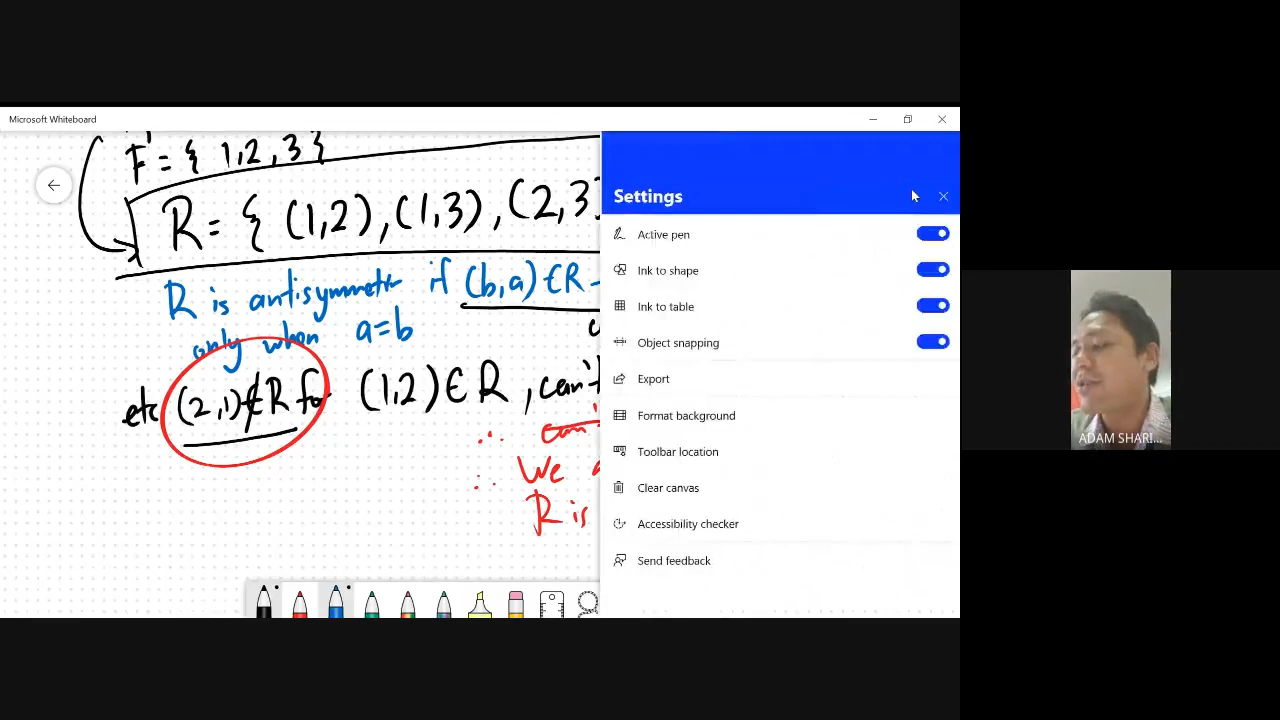 Microsoft Whiteboard
F = { 1,2, 3 }
R = { (1,2), (1,3), (2,3)
R is antisymmetric if (b,a) ∈ R
only when a=b
etc (2,1) ∉ R for (1,2) ∈ R , can't
∴
∴ we
R is
Settings
Active pen
Ink to shape
Ink to table
Object snapping
Export
Format background
Toolbar location
Clear canvas
Accessibility checker
Send feedback
ADAM SHARI...